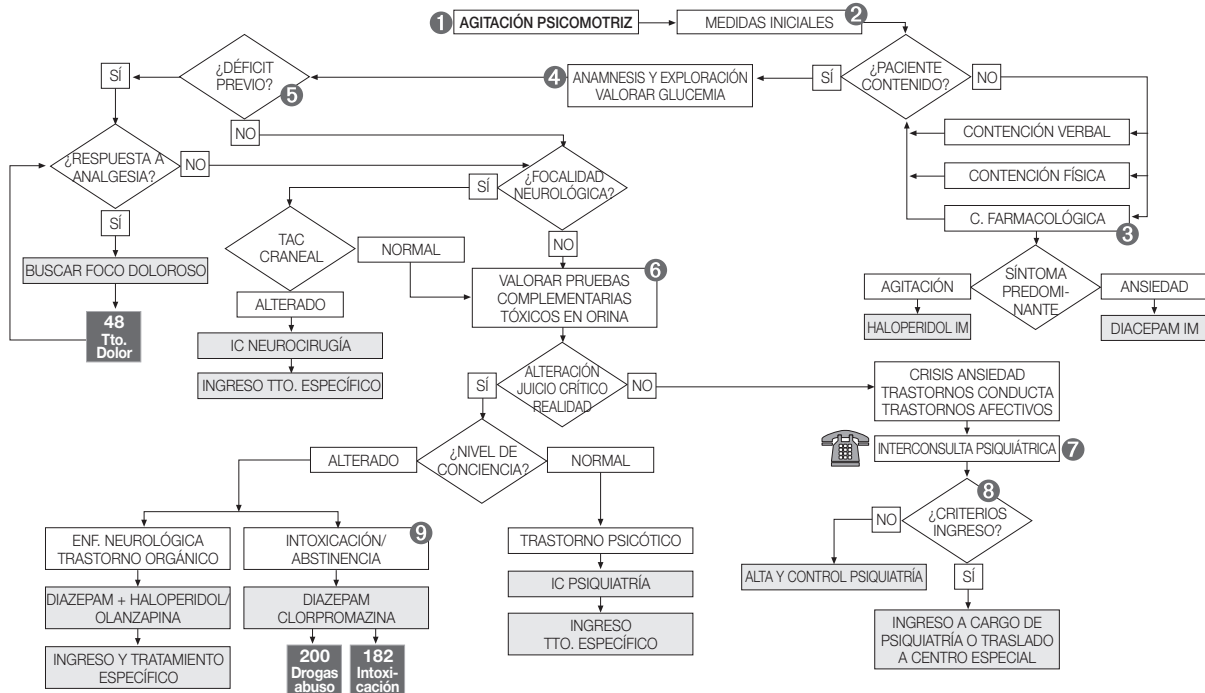 1 AGITACIÓN PSICOMOTRIZ
MEDIDAS INICIALES 2
¿PACIENTE
CONTENIDO?
SÍ
NO
4 ANAMNESIS Y EXPLORACIÓN
VALORAR GLUCEMIA
¿DÉFICIT
PREVIO?
5
SÍ
NO
CONTENCIÓN VERBAL
CONTENCIÓN FÍSICA
C. FARMACOLÓGICA
3
SÍNTOMA
PREDOMI-
NANTE
AGITACIÓN
HALOPERIDOL IM
ANSIEDAD
DIACEPAM IM
¿RESPUESTA A
ANALGESIA?
NO
SÍ
BUSCAR FOCO DOLOROSO
48
Tto.
Dolor
¿FOCALIDAD
NEUROLÓGICA?
SÍ
NO
TAC
CRANEAL
NORMAL
ALTERADO
IC NEUROCIRUGÍA
INGRESO TTO. ESPECÍFICO
6
VALORAR PRUEBAS
COMPLEMENTARIAS
TÓXICOS EN ORINA
ALTERACIÓN
JUICIO CRÍTICO
REALIDAD
SÍ
NO
CRISIS ANSIEDAD
TRASTORNOS CONDUCTA
TRASTORNOS AFECTIVOS
INTERCONSULTA PSIQUIÁTRICA 7
8
¿CRITERIOS
INGRESO?
NO
ALTA Y CONTROL PSIQUIATRÍA
SÍ
INGRESO A CARGO DE
PSIQUIATRÍA O TRASLADO
A CENTRO ESPECIAL
¿NIVEL DE
CONCIENCIA?
ALTERADO
NORMAL
ENF. NEUROLÓGICA
TRASTORNO ORGÁNICO
DIAZEPAM + HALOPERIDOL/
OLANZAPINA
INGRESO Y TRATAMIENTO
ESPECÍFICO
9
INTOXICACIÓN/
ABSTINENCIA
DIAZEPAM
CLORPROMAZINA
200
Drogas
abuso
182
Intoxi-
cación
TRASTORNO PSICÓTICO
IC PSIQUIATRÍA
INGRESO
TTO. ESPECÍFICO